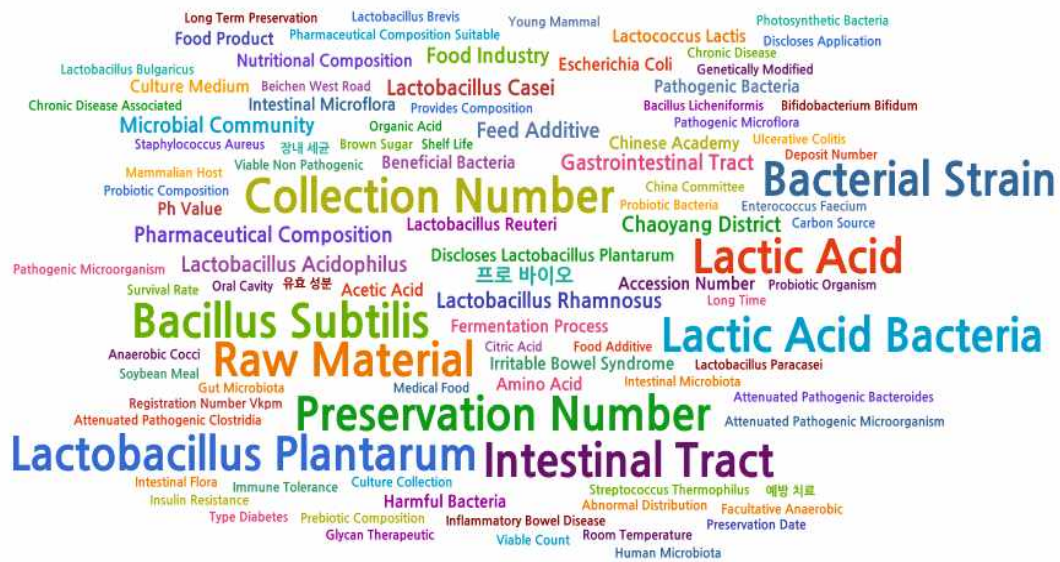 Long Term Preservation Lactobacillus Brevis Young Mammal Photosynthetic Bacteria
Food Product Pharmaceutical Composition Suitable Lactococcus Lactis Discloses Application
Nutritional Composition Food Industry Escherichia Coli Chronic Disease
Lactobacillus Bulgaricus Genetically Modified
Culture Medium Beichen West Road Lactobacillus Casei Pathogenic Bacteria
Chronic Disease Associated Intestinal Microflora Provides Composition Bacillus Licheniformis Bifidobacterium Bifidum
Microbial Community Organic Acid Feed Additive Pathogenic Microflora
Staphylococcus Aureus 장내 세균 Brown Sugar Shelf Life Chinese Academy Ulcerative Colitis
Viable Non Pathogenic Beneficial Bacteria Gastrointestinal Tract Deposit Number
Mammalian Host Collection Number China Committee Bacterial Strain
Probiotic Composition Probiotic Bacteria Enterococcus Faecium
Ph Value Lactobacillus Reuteri Chaoyang District Carbon Source
Pharmaceutical Composition
Discloses Lactobacillus Plantarum Lactic Acid
Pathogenic Microorganism Lactobacillus Acidophilus 프로 바이오
Survival Rate Oral Cavity 유효 성분 Acetic Acid Accession Number Probiotic Organism
Lactobacillus Rhamnosus Long Time
Bacillus Subtilis Fermentation Process Lactic Acid Bacteria
Anaerobic Cocci Raw Material Citric Acid Food Additive
Soybean Meal Irritable Bowel Syndrome Lactobacillus Paracasei
Gut Microbiota Medical Food Amino Acid Intestinal Microbiota
Registration Number Vkpm Preservation Number Attenuated Pathogenic Bacteroides
Attenuated Pathogenic Clostridia Attenuated Pathogenic Microorganism
Lactobacillus Plantarum Intestinal Tract
Intestinal Flora Immune Tolerance Culture Collection Streptococcus Thermophilus 예방 치료
Insulin Resistance Harmful Bacteria Abnormal Distribution Facultative Anaerobic
Type Diabetes Prebiotic Composition Inflammatory Bowel Disease Preservation Date
Glycan Therapeutic Viable Count Room Temperature
Human Microbiota